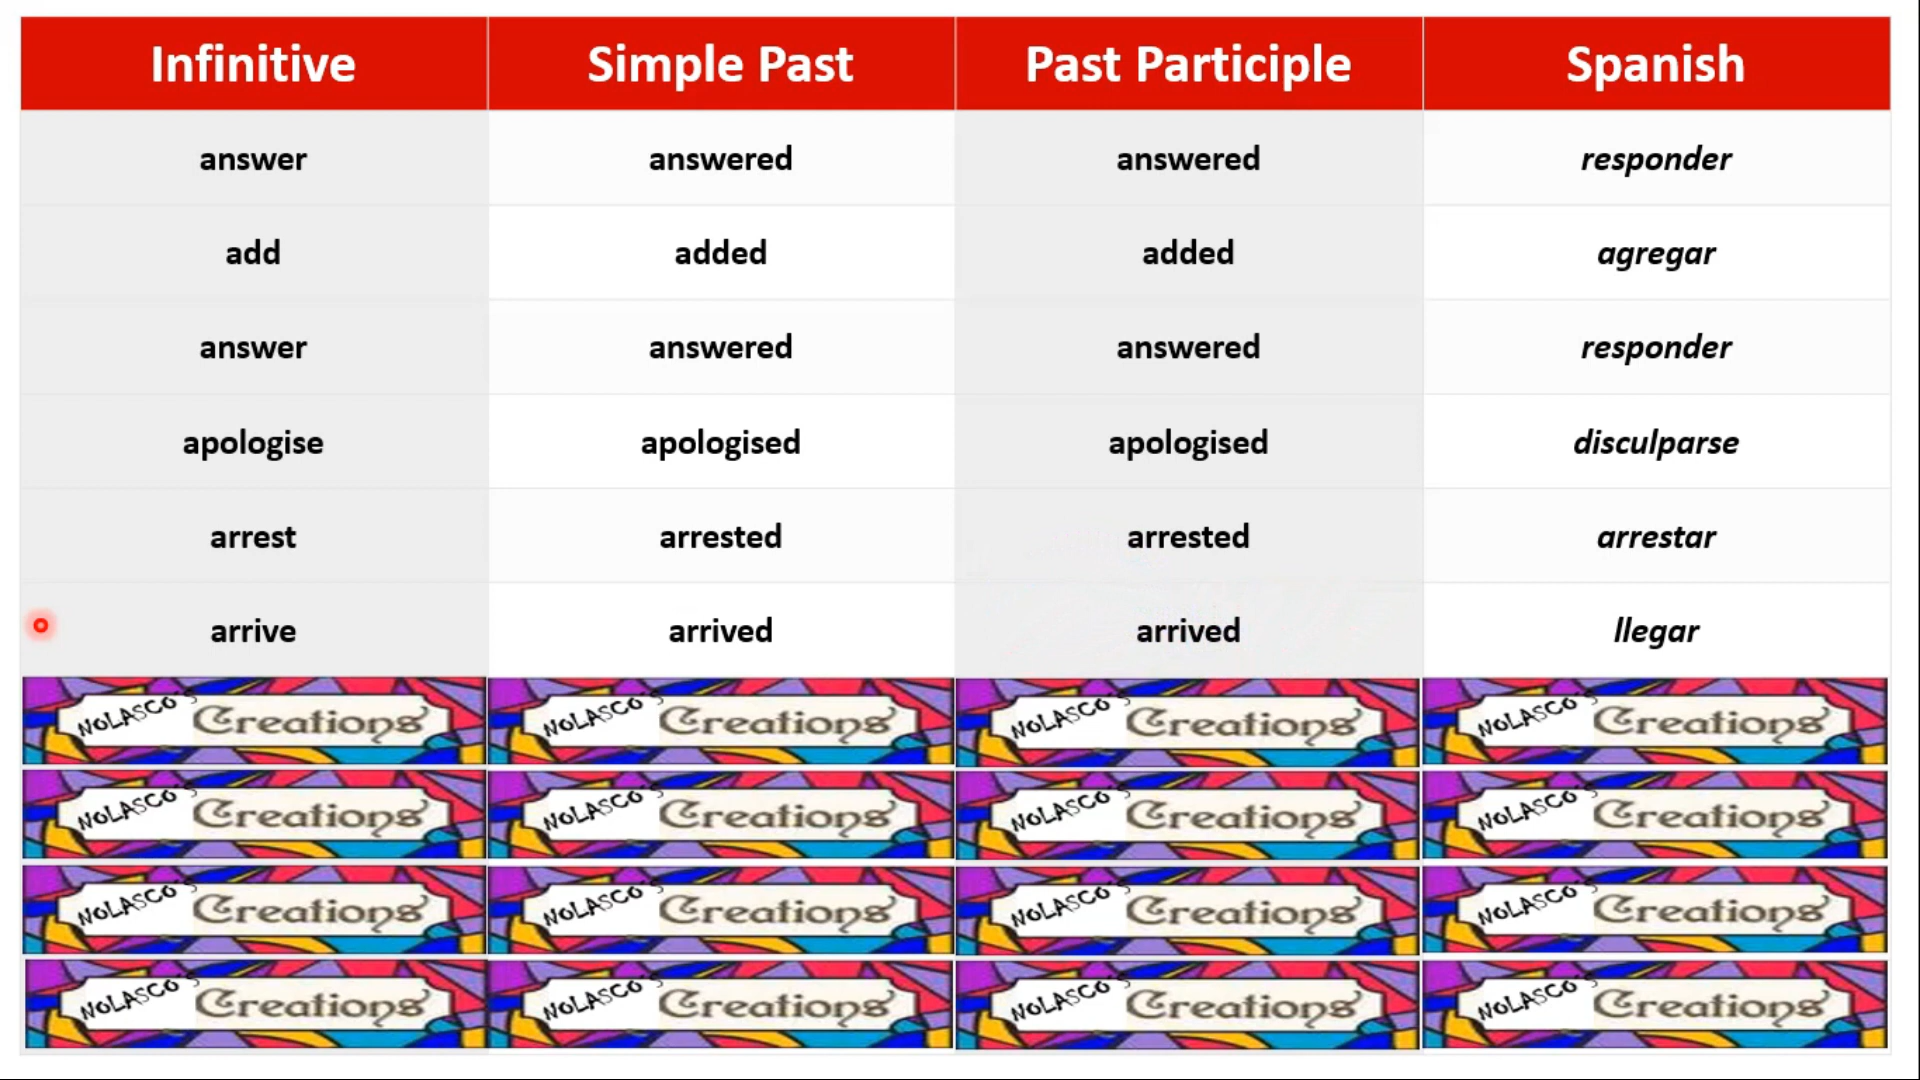 Infinitive Simple Past Past Participle Spanish
answer answered answered responder
add added added agregar
answer answered answered responder
apologise apologised apologised disculparse
arrest arrested arrested arrestar
arrive arrived arrived llegar
NOLASCO´S Creations NOLASCO´S Creations NOLASCO´S Creations NOLASCO´S Creations
NOLASCO´S Creations NOLASCO´S Creations NOLASCO´S Creations NOLASCO´S Creations
NOLASCO´S Creations NOLASCO´S Creations NOLASCO´S Creations NOLASCO´S Creations
NOLASCO´S Creations NOLASCO´S Creations NOLASCO´S Creations NOLASCO´S Creations